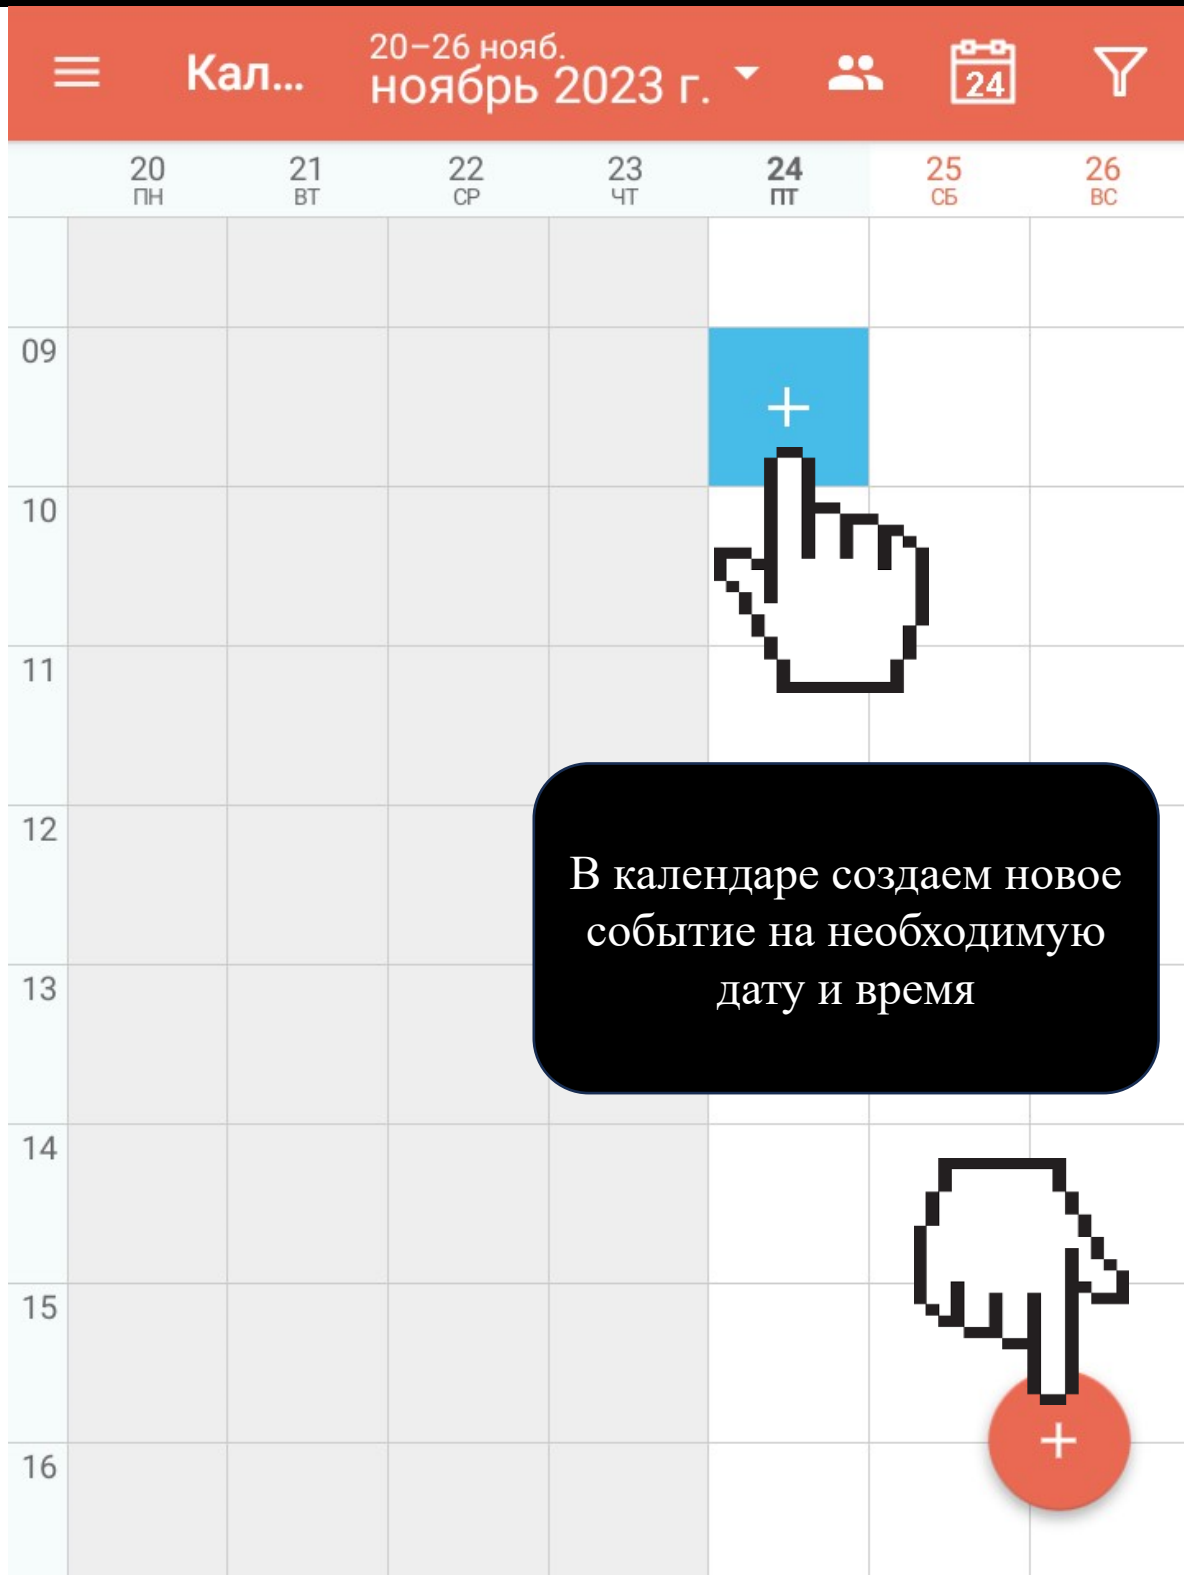 20–26 нояб.
Кал... ноябрь 2023 г.
24
20 21 22 23 24 25 26
ПН ВТ СР ЧТ ПТ СБ ВС
09
10
11
12
В календаре создаем новое
событие на необходимую
дату и время
13
14
15
16